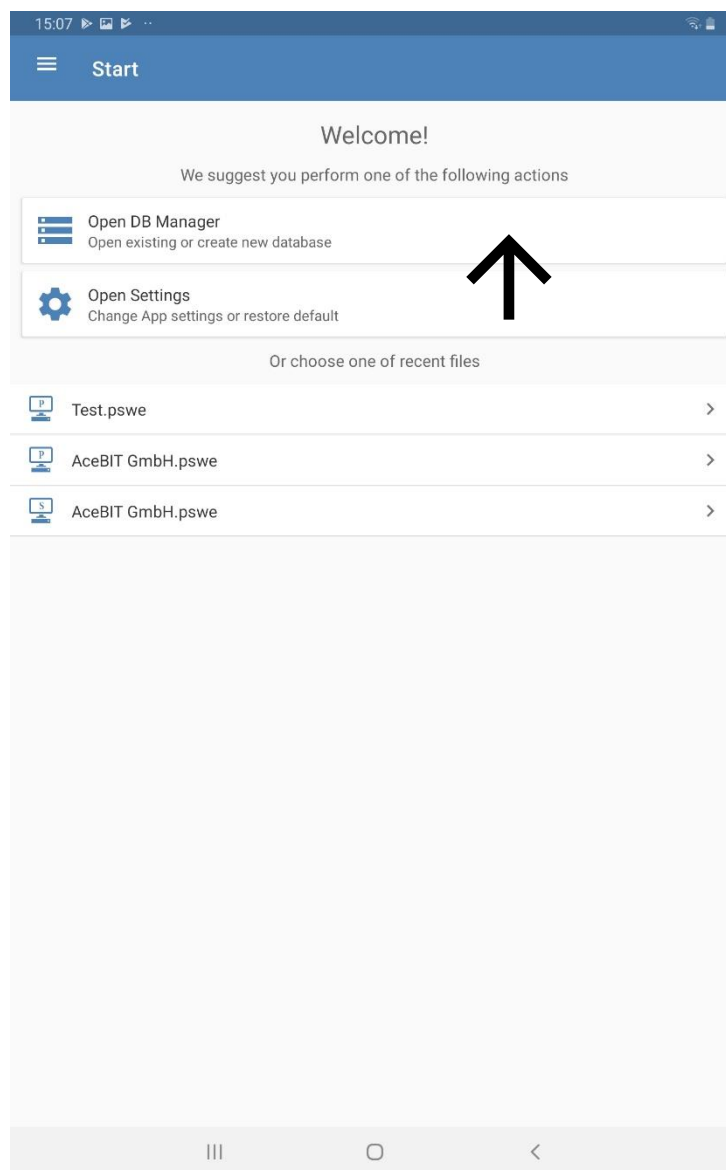 15:07
Start
Welcome!
We suggest you perform one of the following actions
Open DB Manager
Open existing or create new database
Open Settings
Change App settings or restore default
Or choose one of recent files
P
Test.pswe
P
AceBIT GmbH.pswe
S
AceBIT GmbH.pswe